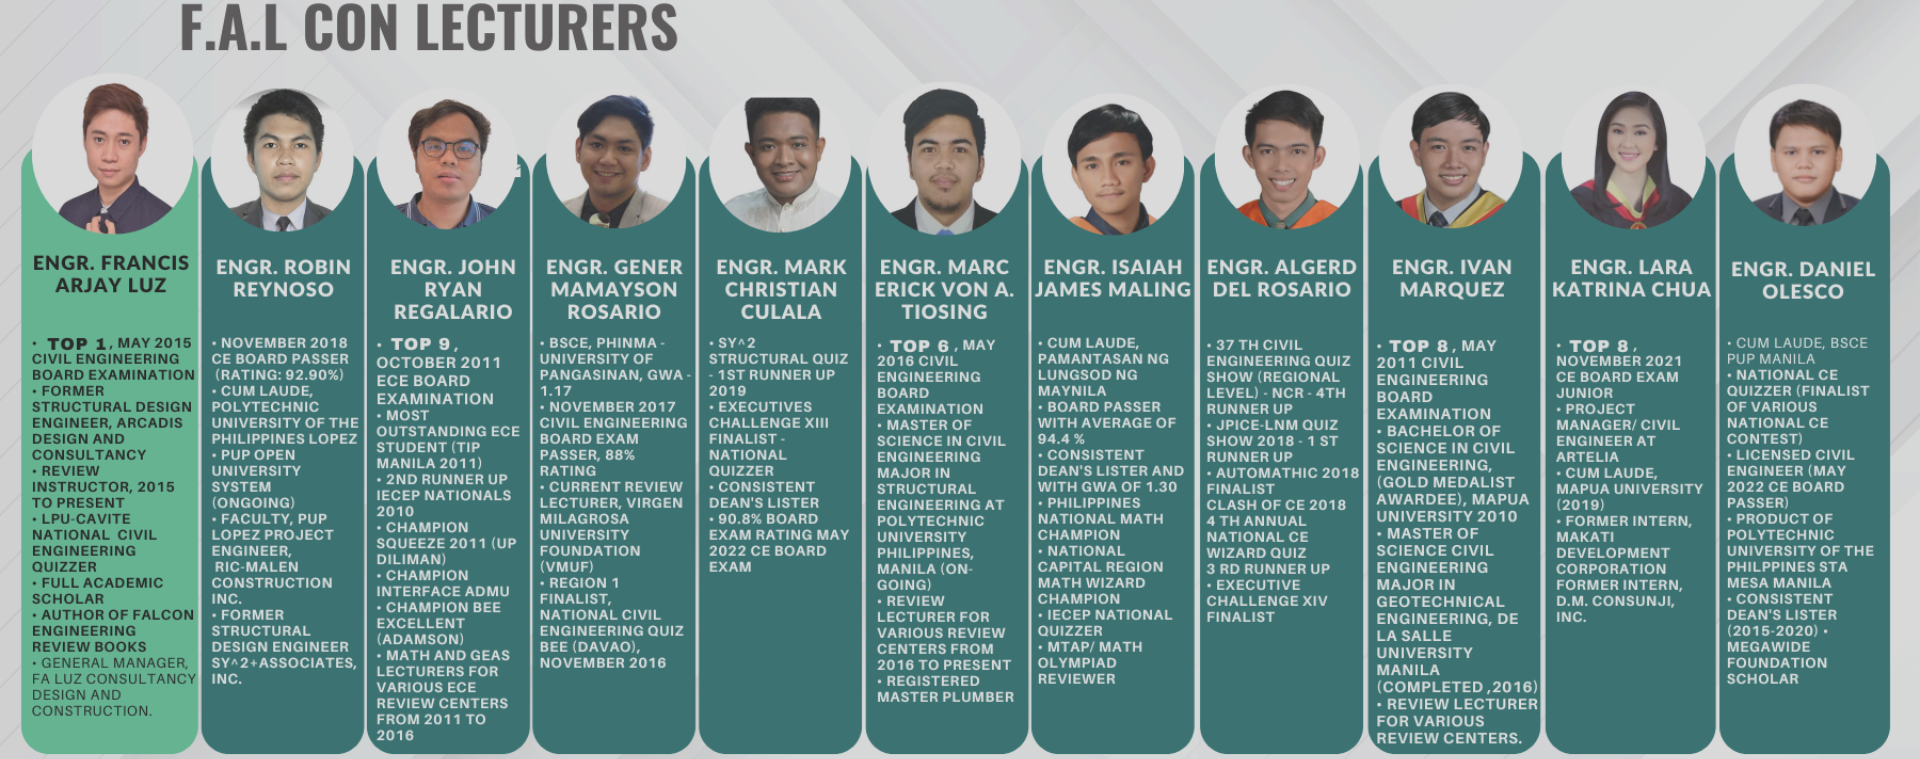 F.A.L CON LECTURERS
ENGR. FRANCIS
ARJAY LUZ
• TOP 1, MAY 2015
CIVIL ENGINEERING
BOARD EXAMINATION
• FORMER
STRUCTURAL DESIGN
ENGINEER, ARCADIS
DESIGN AND
CONSULTANCY
• REVIEW
INSTRUCTOR, 2015
TO PRESENT
• LPU-CAVITE
NATIONAL CIVIL
ENGINEERING
QUIZZER
• FULL ACADEMIC
SCHOLAR
• AUTHOR OF FALCON
ENGINEERING
REVIEW BOOKS
• GENERAL MANAGER,
FA LUZ CONSULTANCY
DESIGN AND
CONSTRUCTION.
ENGR. ROBIN
REYNOSO
• NOVEMBER 2018
CE BOARD PASSER
(RATING: 92.90%)
• CUM LAUDE,
POLYTECHNIC
UNIVERSITY OF THE
PHILIPPINES LOPEZ
• PUP OPEN
UNIVERSITY
SYSTEM
(ONGOING)
• FACULTY, PUP
LOPEZ PROJECT
ENGINEER,
RIC-MALEN
CONSTRUCTION
INC.
• FORMER
STRUCTURAL
DESIGN ENGINEER
SY^2+ASSOCIATES,
INC.
ENGR. JOHN
RYAN
REGALARIO
• TOP 9,
OCTOBER 2011
ECE BOARD
EXAMINATION
• MOST
OUTSTANDING ECE
STUDENT (TIP
MANILA 2011)
• 2ND RUNNER UP
IECEP NATIONALS
2010
• CHAMPION
SQUEEZE 2011 (UP
DILIMAN)
• CHAMPION
INTERFACE ADMU
• CHAMPION BEE
EXCELLENT
(ADAMSON)
• MATH AND GEAS
LECTURERS FOR
VARIOUS ECE
REVIEW CENTERS
FROM 2011 TO
2016
ENGR. GENER
MAMAYSON
ROSARIO
• BSCE, PHINMA -
UNIVERSITY OF
PANGASINAN, GWA -
1.17
• NOVEMBER 2017
CIVIL ENGINEERING
BOARD EXAM
PASSER, 88%
RATING
• CURRENT REVIEW
LECTURER, VIRGEN
MILAGROSA
UNIVERSITY
FOUNDATION
(VMUF)
• REGION 1
FINALIST,
NATIONAL CIVIL
ENGINEERING QUIZ
BEE (DAVAO),
NOVEMBER 2016
ENGR. MARK
CHRISTIAN
CULALA
• SY^2
STRUCTURAL QUIZ
- 1ST RUNNER UP
2019
• EXECUTIVES
CHALLENGE XIII
FINALIST -
NATIONAL
QUIZZER
• CONSISTENT
DEAN'S LISTER
• 90.8% BOARD
EXAM RATING MAY
2022 CE BOARD
EXAM
ENGR. MARC
ERICK VON A.
TIOSING
• TOP 6, MAY
2016 CIVIL
ENGINEERING
BOARD
EXAMINATION
• MASTER OF
SCIENCE IN CIVIL
ENGINEERING
MAJOR IN
STRUCTURAL
ENGINEERING AT
POLYTECHNIC
UNIVERSITY
PHILIPPINES,
MANILA (ON-
GOING)
• REVIEW
LECTURER FOR
VARIOUS REVIEW
CENTERS FROM
2016 TO PRESENT
• REGISTERED
MASTER PLUMBER
ENGR. ISAIAH
JAMES MALING
• CUM LAUDE,
PAMANTASAN NG
LUNGSOD NG
MAYNILA
• BOARD PASSER
WITH AVERAGE OF
94.4 %
• CONSISTENT
DEAN'S LISTER AND
WITH GWA OF 1.30
• PHILIPPINES
NATIONAL MATH
CHAMPION
• NATIONAL
CAPITAL REGION
MATH WIZARD
CHAMPION
• IECEP NATIONAL
QUIZZER
• MTAP/ MATH
OLYMPIAD
REVIEWER
ENGR. ALGERD
DEL ROSARIO
• 37 TH CIVIL
ENGINEERING QUIZ
SHOW (REGIONAL
LEVEL) - NCR - 4TH
RUNNER UP
• JPICE-LNM QUIZ
SHOW 2018 - 1 ST
RUNNER UP
• AUTOMATHIC 2018
FINALIST
CLASH OF CE 2018
4 TH ANNUAL
NATIONAL CE
WIZARD QUIZ
3 RD RUNNER UP
• EXECUTIVE
CHALLENGE XIV
FINALIST
ENGR. IVAN
MARQUEZ
• TOP 8, MAY
2011 CIVIL
ENGINEERING
BOARD
EXAMINATION
• BACHELOR OF
SCIENCE IN CIVIL
ENGINEERING,
(GOLD MEDALIST
AWARDEE), MAPUA
UNIVERSITY 2010
• MASTER OF
SCIENCE CIVIL
ENGINEERING
MAJOR IN
GEOTECHNICAL
ENGINEERING, DE
LA SALLE
UNIVERSITY
MANILA
(COMPLETED ,2016)
• REVIEW LECTURER
FOR VARIOUS
REVIEW CENTERS.
ENGR. LARA
KATRINA CHUA
• TOP 8,
NOVEMBER 2021
CE BOARD EXAM
JUNIOR
• PROJECT
MANAGER/ CIVIL
ENGINEER AT
ARTELIA
• CUM LAUDE,
MAPUA UNIVERSITY
(2019)
• FORMER INTERN,
MAKATI
DEVELOPMENT
CORPORATION
FORMER INTERN,
D.M. CONSUNJI,
INC.
ENGR. DANIEL
OLESCO
• CUM LAUDE, BSCE
PUP MANILA
• NATIONAL CE
QUIZZER (FINALIST
OF VARIOUS
NATIONAL CE
CONTEST)
• LICENSED CIVIL
ENGINEER (MAY
2022 CE BOARD
PASSER)
• PRODUCT OF
POLYTECHNIC
UNIVERSITY OF THE
PHILPPINES STA
MESA MANILA
• CONSISTENT
DEAN'S LISTER
(2015-2020) •
MEGAWIDE
FOUNDATION
SCHOLAR